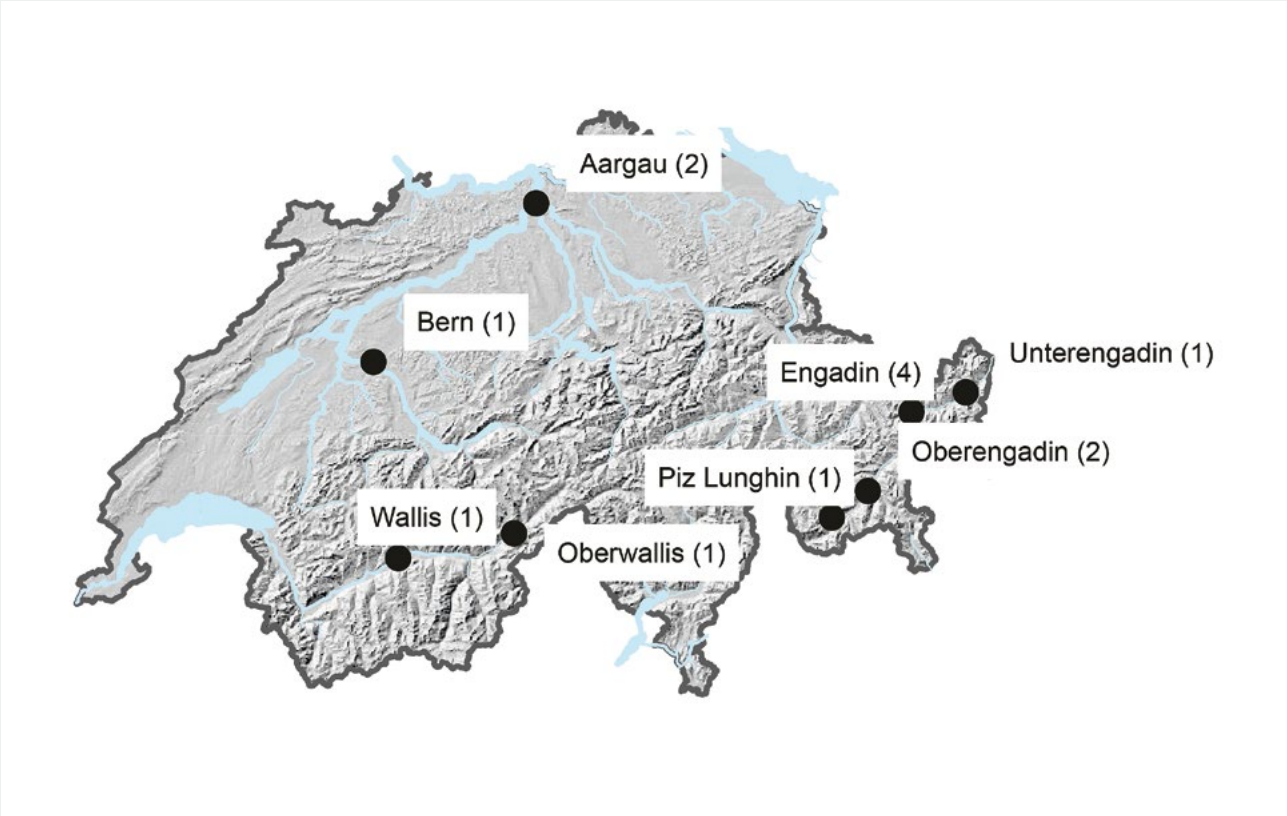 Aargau (2)
Bern (1)
Unterengadin (1)
Engadin (4)
Oberengadin (2)
Piz Lunghin (1)
Wallis (1)
Oberwallis (1)